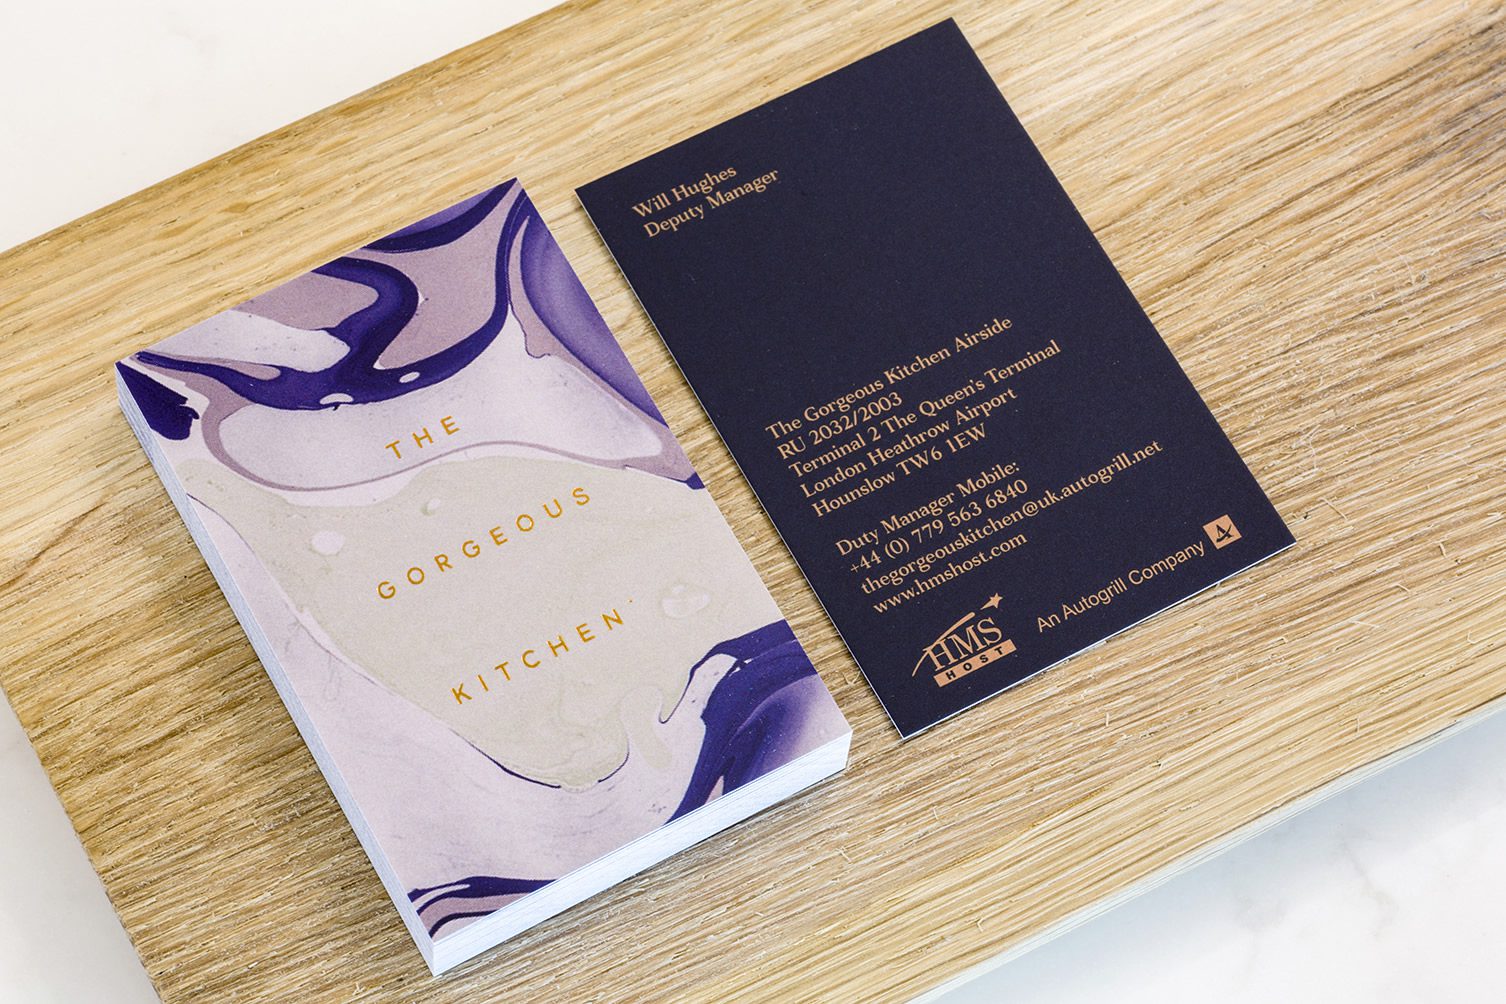 THE
GORGEOUS
KITCHEN
Will Hughes
Deputy Manager
The Gorgeous Kitchen Airside
RU 2032/2003
Terminal 2 The Queen's Terminal
London Heathrow Airport
Hounslow TW6 1EW
Duty Manager Mobile:
+44 (0) 779 563 6840
thegorgeouskitchen@uk.autogrill.net
www.hmshost.com
HMS
HOST
An Autogrill Company